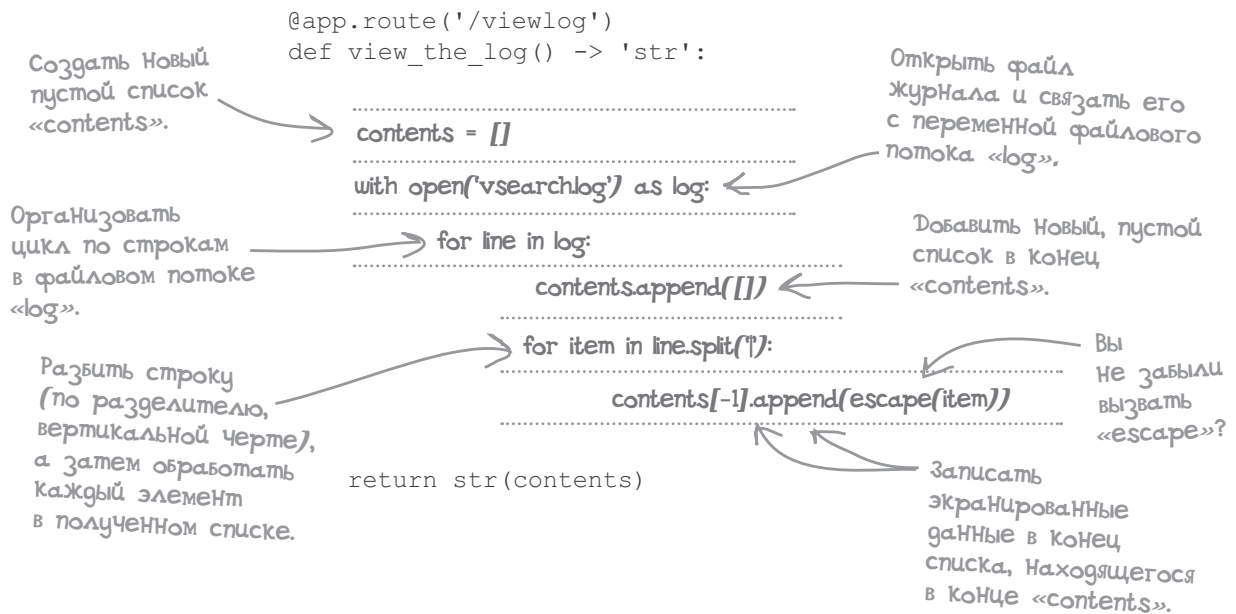 @app.route('/viewlog')
def view_the_log() -> 'str':
Создать новый
пустой список
«contents».
contents = []
Открыть файл
журнала и связать его
с переменной файлового
потока «log».
with open('vsearch.log') as log:
Организовать
цикл по строкам
в файловом потоке
«log».
for line in log:
Добавить новый, пустой
список в конец
«contents».
contents.append([])
Разбить строку
(по разделителю,
вертикальной черте),
а затем обработать
каждый элемент
в полученном списке.
for item in line.split('|'):
Вы
не забыли
вызвать
«escape»?
contents[-1].append(escape(item))
Записать
экранированные
данные в конец
списка, находящегося
в конце «contents».
return str(contents)